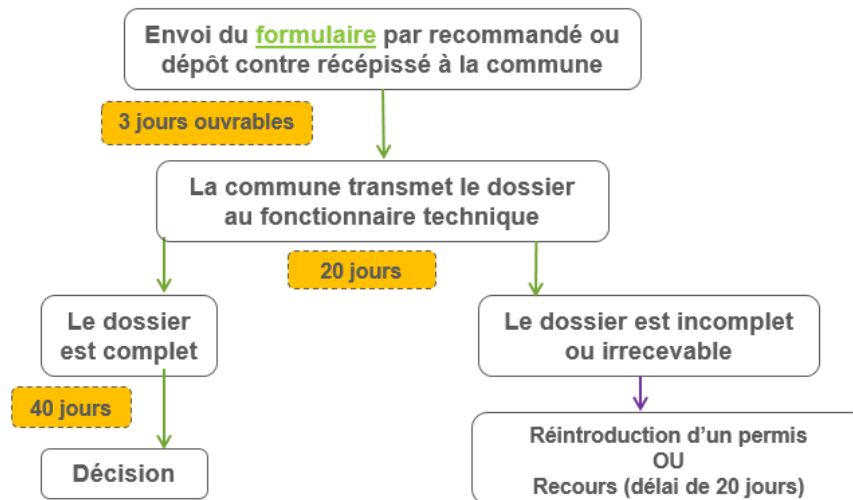 Envoi du formulaire par recommandé ou
dépôt contre récépissé à la commune
3 jours ouvrables
La commune transmet le dossier
au fonctionnaire technique
20 jours
Le dossier
est complet
Le dossier est incomplet
ou irrecevable
40 jours
Décision
Réintroduction d’un permis
OU
Recours (délai de 20 jours)